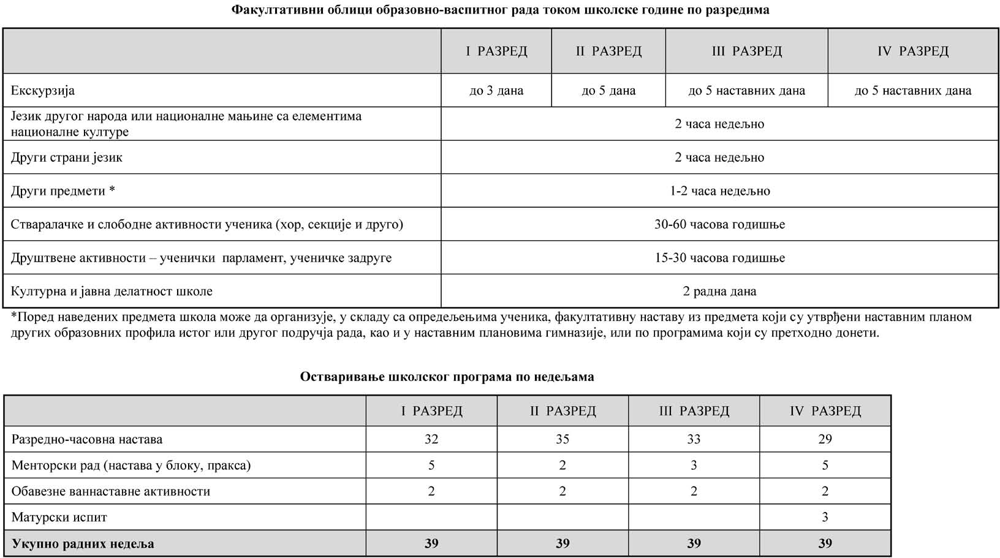 Факултативни облици образовно-васпитног рада током школске године по разредима
I РАЗРЕД II РАЗРЕД III РАЗРЕД IV РАЗРЕД
Екскурзија до 3 дана до 5 дана до 5 наставних дана до 5 наставних дана
Језик другог народа или националне мањине са елементима
националне културе 2 часа недељно
Други страни језик 2 часа недељно
Други предмети * 1-2 часа недељно
Стваралачке и слободне активности ученика (хор, секције и друго) 30-60 часова годишње
Друштвене активности – ученички парламент, ученичке задруге 15-30 часова годишње
Културна и јавна делатност школе 2 радна дана
*Поред наведених предмета школа може да организује, у складу са опредељењима ученика, факултативну наставу из предмета који су утврђени наставним планом
других образовних профила истог или другог подручја рада, као и у наставним плановима гимназије, или по програмима који су претходно донети.
Остваривање школског програма по недељама
I РАЗРЕД II РАЗРЕД III РАЗРЕД IV РАЗРЕД
Разредно-часовна настава 32 35 33 29
Менторски рад (настава у блоку, пракса) 5 2 3 5
Обавезне ваннаставне активности 2 2 2 2
Матурски испит 3
Укупно радних недеља 39 39 39 39